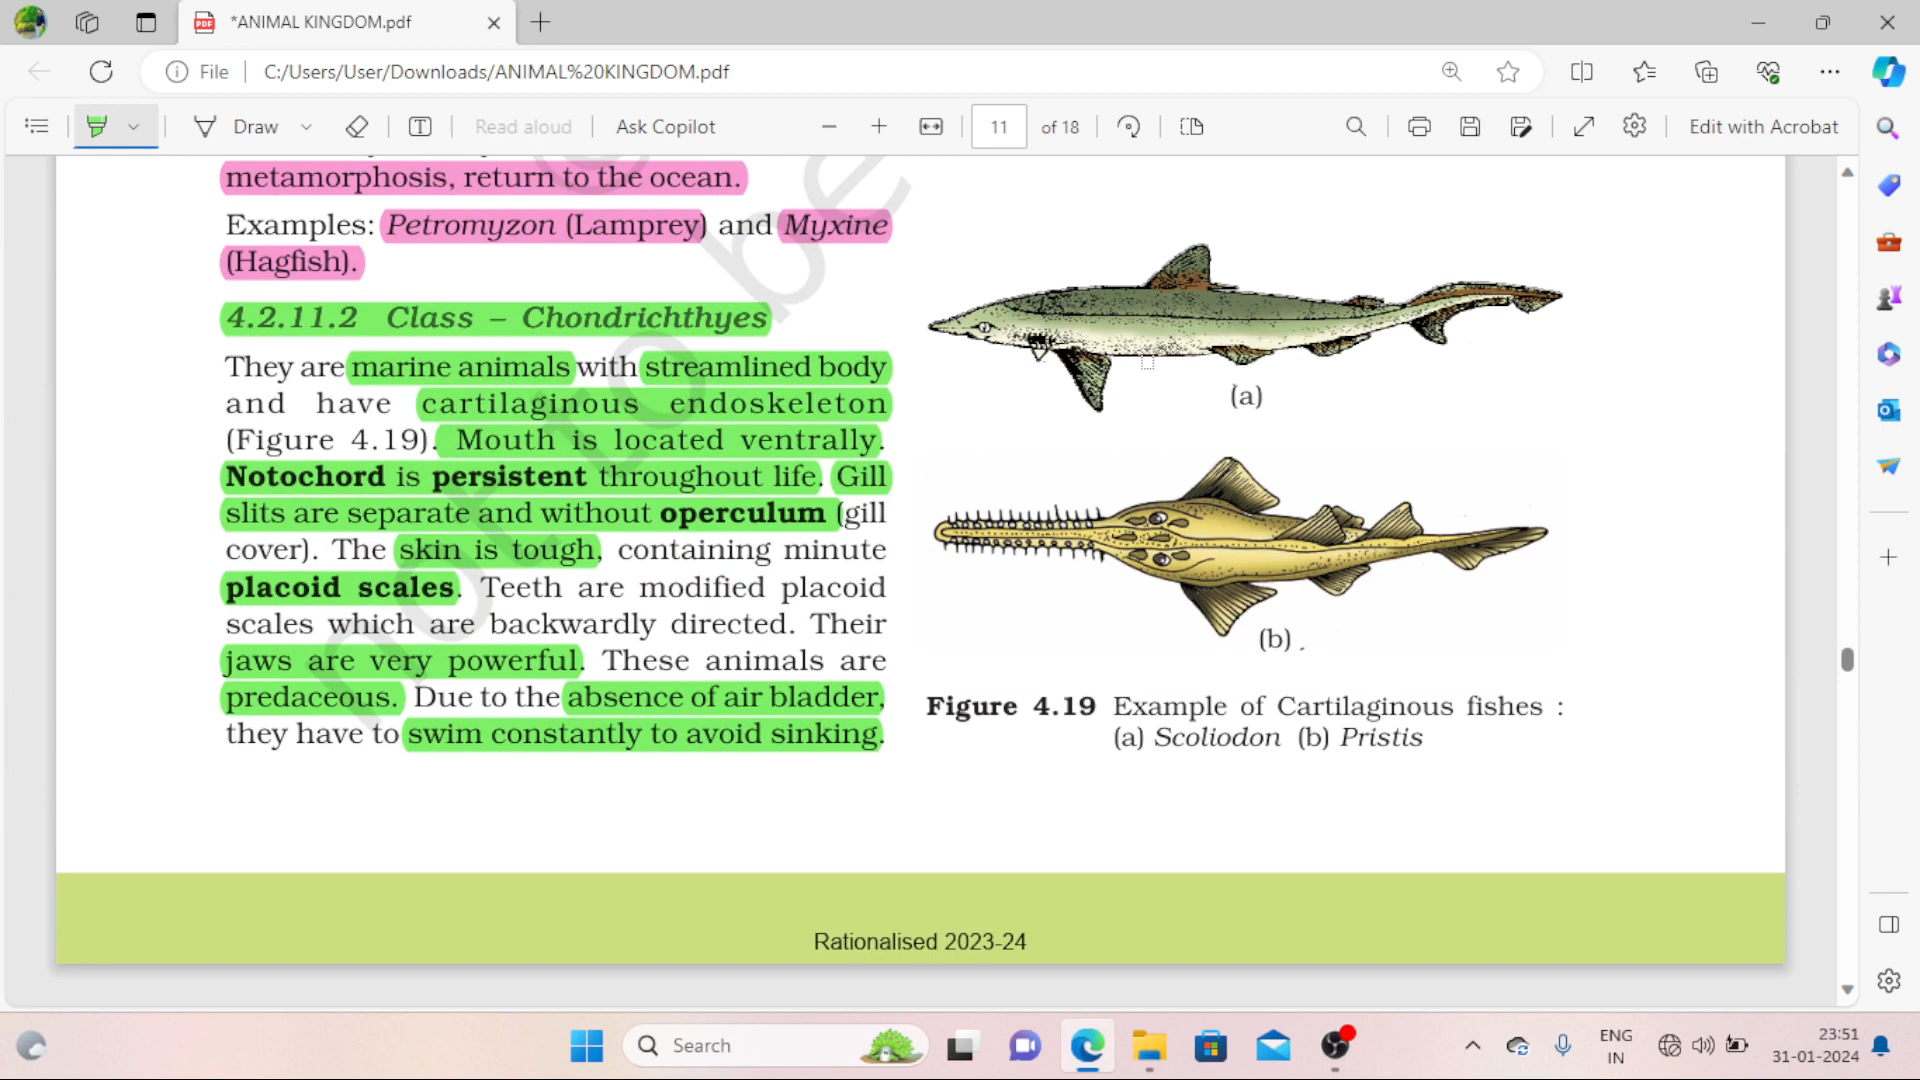 *ANIMAL KINGDOM.pdf
File
C:/Users/User/Downloads/ANIMAL%20KINGDOM.pdf
Draw
Read aloud
Ask Copilot
11
of 18
Edit with Acrobat
metamorphosis, return to the ocean.
Examples: Petromyzon (Lamprey) and Myxine
(Hagfish).
4.2.11.2 Class – Chondrichthyes
They are marine animals with streamlined body
and have cartilaginous endoskeleton
(Figure 4.19). Mouth is located ventrally.
Notochord is persistent throughout life. Gill
slits are separate and without operculum (gill
cover). The skin is tough, containing minute
placoid scales. Teeth are modified placoid
scales which are backwardly directed. Their
jaws are very powerful. These animals are
predaceous. Due to the absence of air bladder,
they have to swim constantly to avoid sinking.
not to be
(a)
(b)
Figure 4.19 Example of Cartilaginous fishes :
(a) Scoliodon (b) Pristis
Rationalised 2023-24
Search
ENG
IN
23:51
31-01-2024